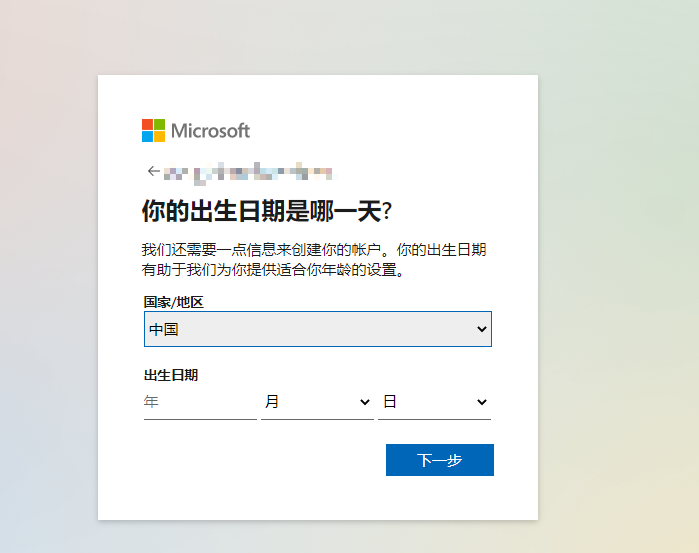 Microsoft
你的出生日期是哪一天?
我们还需要一点信息来创建你的帐户。你的出生日期
有助于我们为你提供适合你年龄的设置。
国家/地区
中国
出生日期
年 月 日
下一步